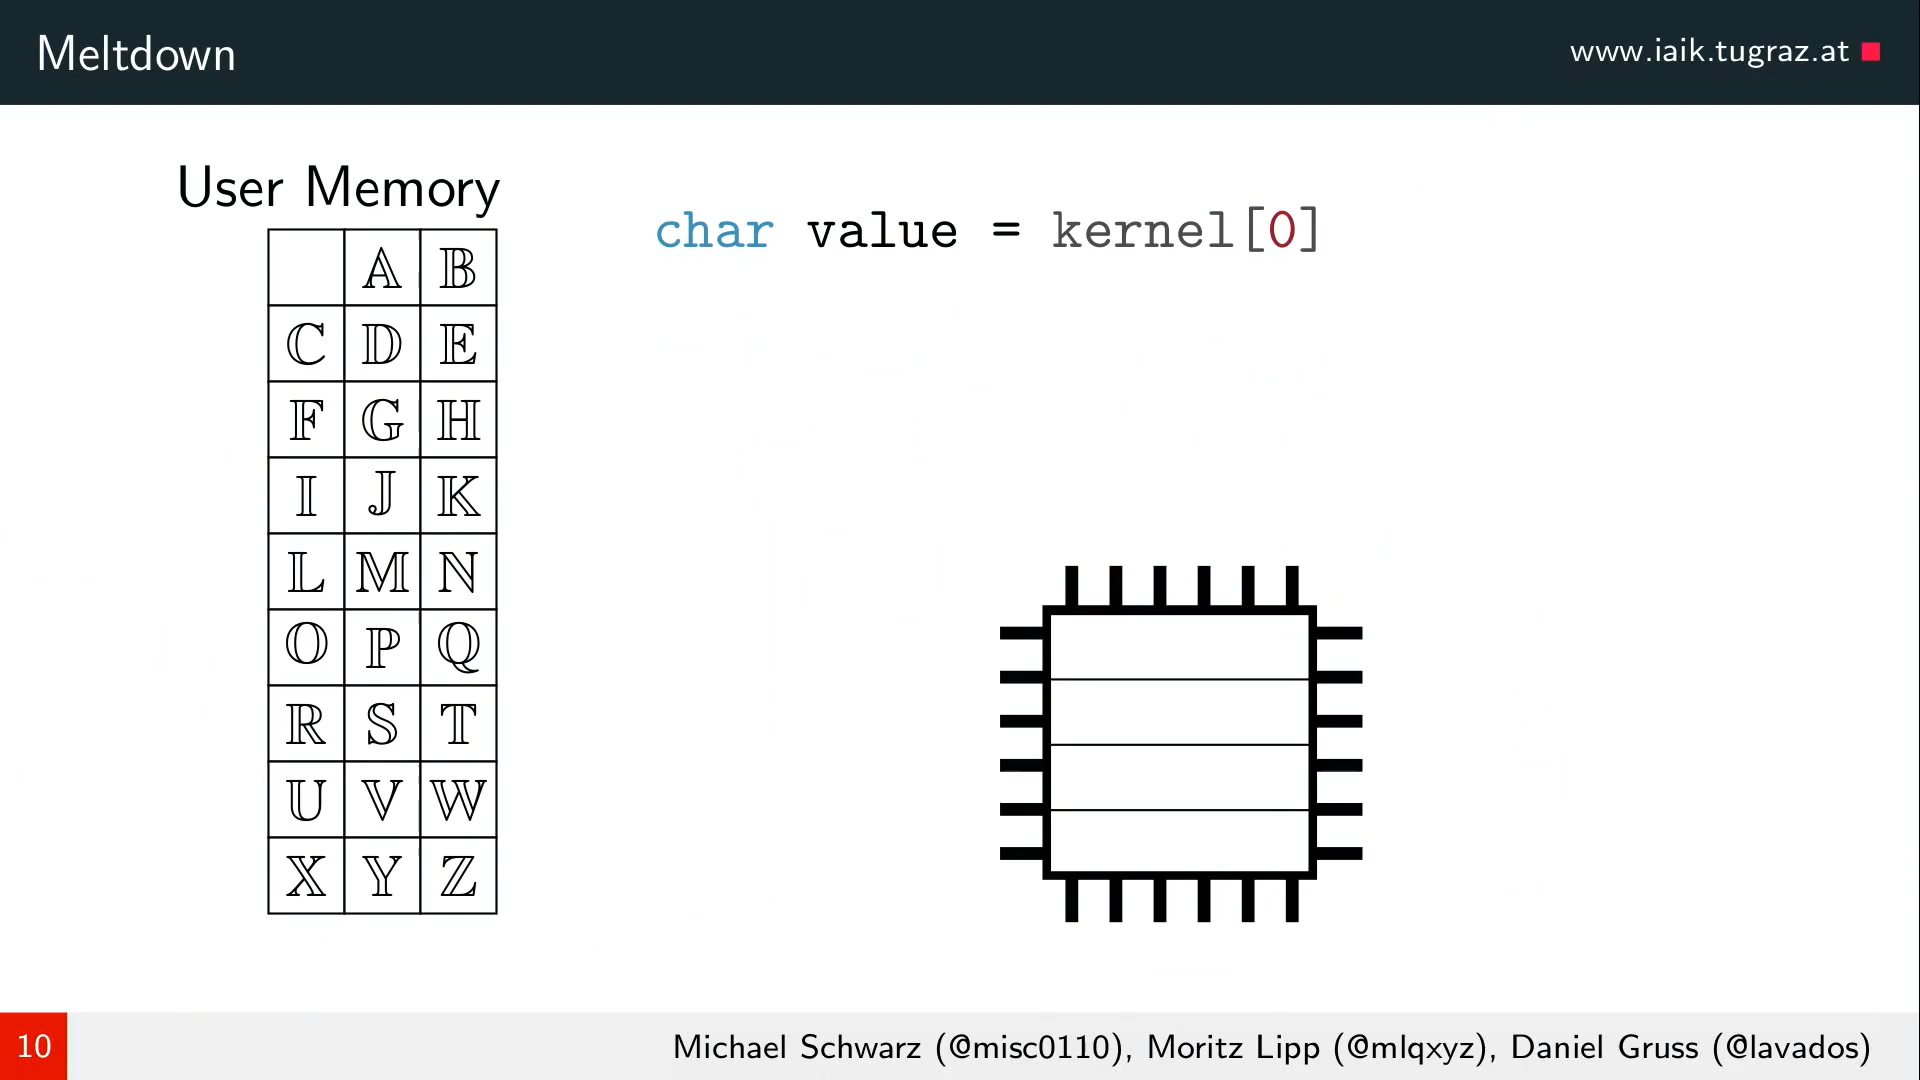 Meltdown
www.iaik.tugraz.at
User Memory
char value = kernel[0]
A B
C D E
F G H
I J K
L M N
O P Q
R S T
U V W
X Y Z
10
Michael Schwarz (@misc0110), Moritz Lipp (@mlqxyz), Daniel Gruss (@lavados)